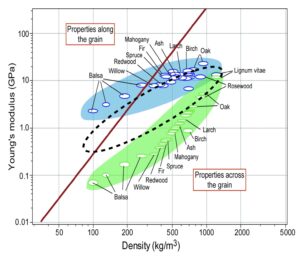 Properties along
the grain
Mahogany
Fir
Spruce
Redwood
Willow
Balsa
Ash
Larch
Birch
Oak
Lignum vitae
Rosewood
Oak
Larch
Birch
Ash
Mahogany
Spruce
Fir
Redwood
Willow
Balsa
Properties across
the grain
Young's modulus (GPa)
100
10
1.0
0.1
0.01
50
100
500
1000
5000
Density (kg/m³)